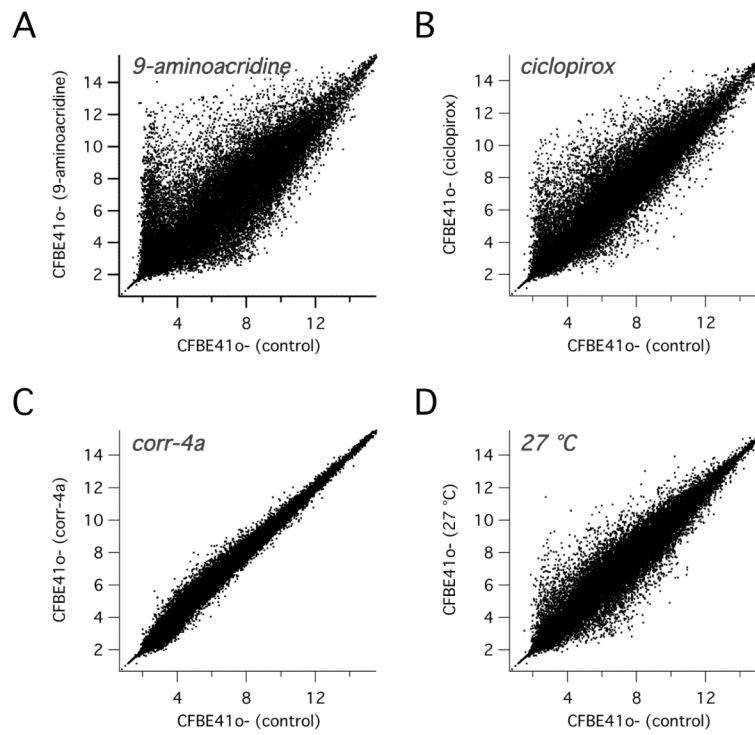 A
9-aminoacridine
CFBE41o- (9-aminoacridine)
14
12
10
8
6
4
2
4 8 12
CFBE41o- (control)
B
ciclopirox
CFBE41o- (ciclopirox)
14
12
10
8
6
4
2
4 8 12
CFBE41o- (control)
C
corr-4a
CFBE41o- (corr-4a)
14
12
10
8
6
4
2
4 8 12
CFBE41o- (control)
D
27 °C
CFBE41o- (27 °C)
14
12
10
8
6
4
2
4 8 12
CFBE41o- (control)